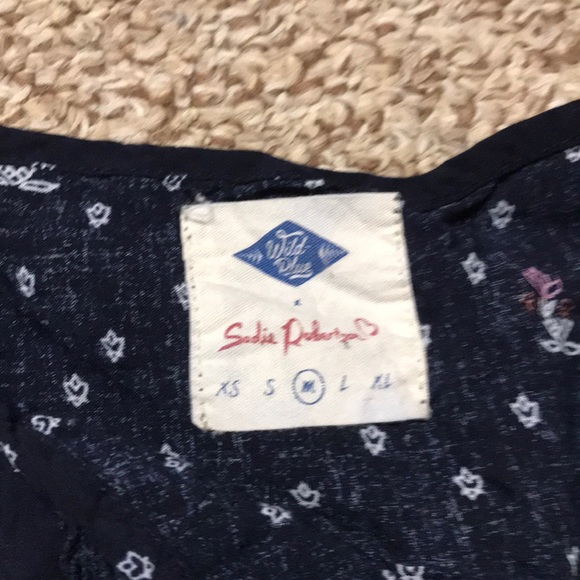 Wild
Blue
x
Sadie Robertson
XS S M L XL